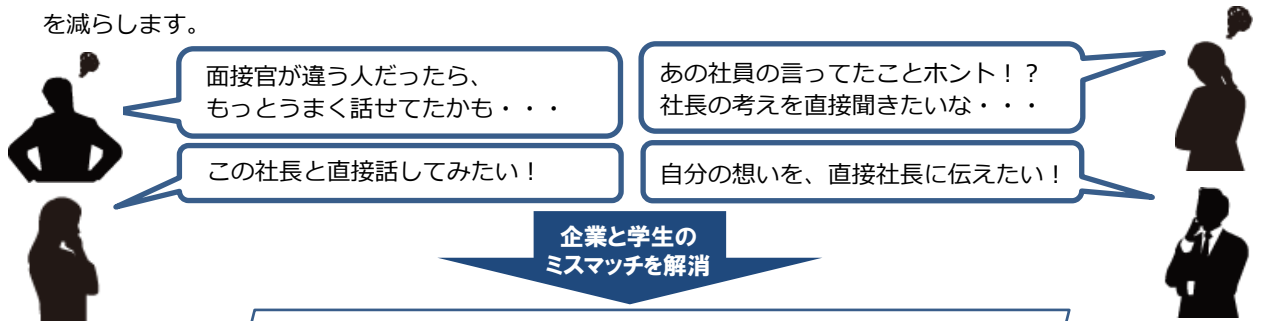 を減らします。
面接官が違う人だったら、
もっとうまく話せてたかも・・・
あの社員の言ってたことホント！？
社長の考えを直接聞きたいな・・・
この社長と直接話してみたい！
自分の想いを、直接社長に伝えたい！
企業と学生の
ミスマッチを解消